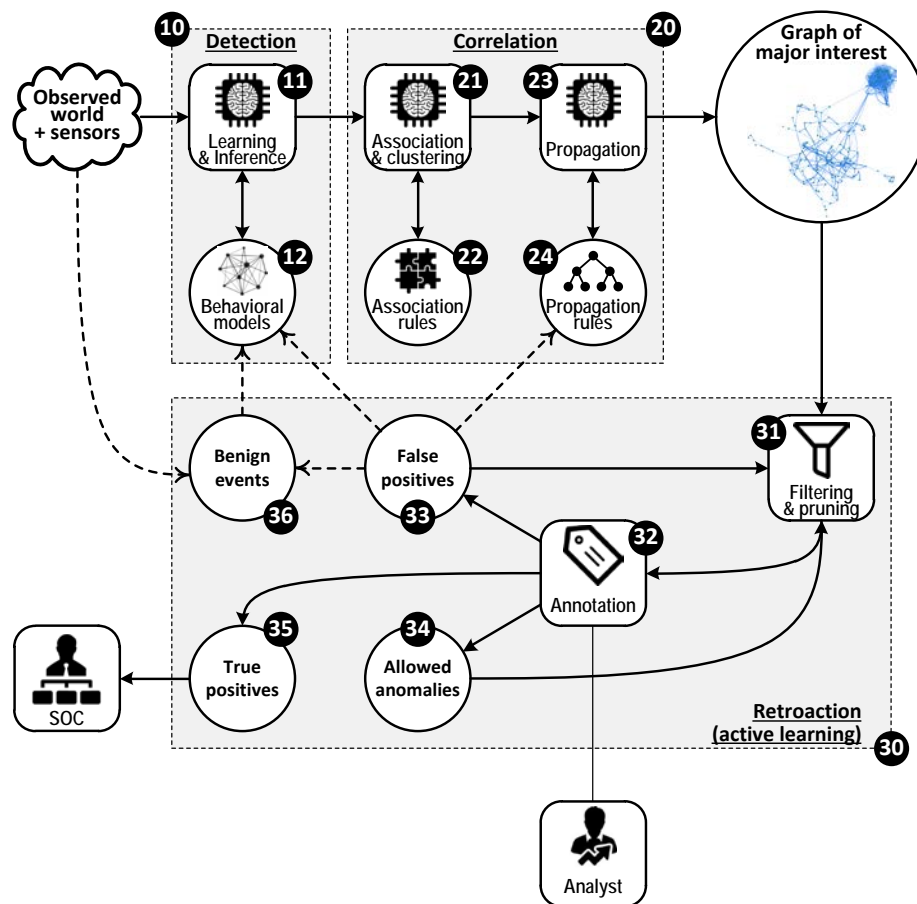 10
Detection
Correlation
20
Graph of
major interest
Observed
world
+ sensors
11
Learning
& Inference
21
Association
& clustering
23
Propagation
12
Behavioral
models
22
Association
rules
24
Propagation
rules
Benign
events
36
False
positives
33
31
Filtering
& pruning
32
Annotation
35
True
positives
34
Allowed
anomalies
SOC
Retroaction
(active learning)
30
Analyst